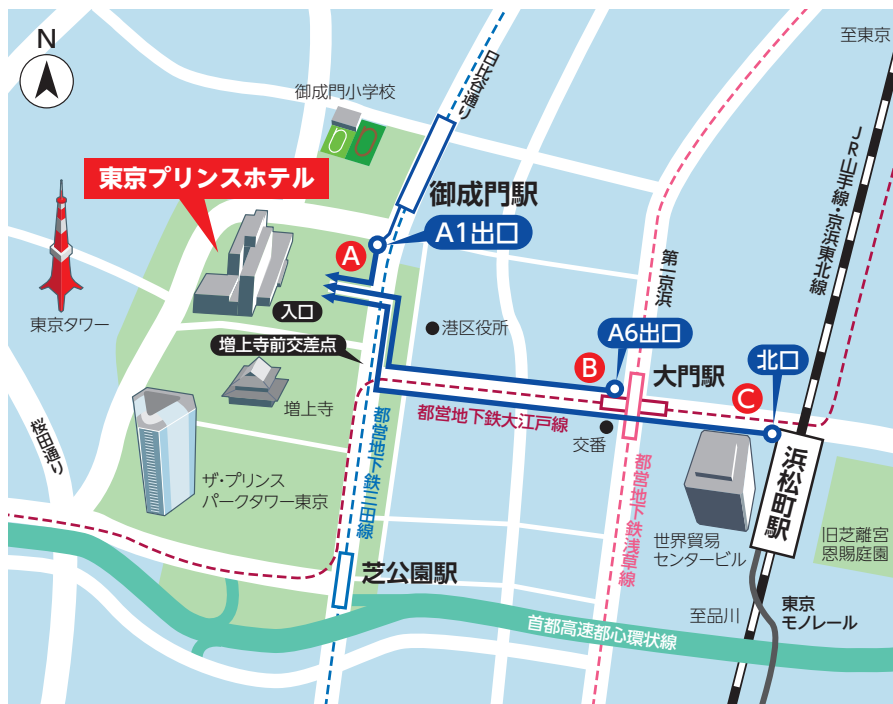 N
至東京
日比谷通り
御成門小学校
JR山手線・京浜東北線
東京プリンスホテル
御成門駅
A
A1出口
第一京浜
入口
東京タワー
港区役所
A6出口
増上寺前交差点
北口
B
大門駅
C
増上寺
都営地下鉄大江戸線
交番
桜田通り
都営地下鉄三田線
浜松町駅
ザ・プリンス
パークタワー東京
都営地下鉄浅草線
世界貿易
センタービル
旧芝離宮
恩賜庭園
芝公園駅
至品川
東京
モノレール
首都高速都心環状線